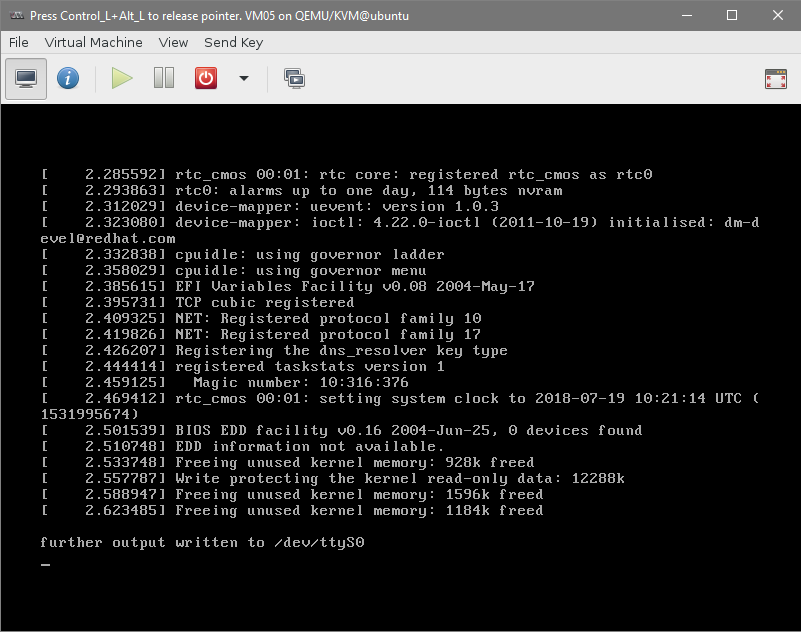 Press Control_L+Alt_L to release pointer. VM05 on QEMU/KVM@ubuntu
File Virtual Machine View Send Key
[    2.285592] rtc_cmos 00:01: rtc core: registered rtc_cmos as rtc0
[    2.293863] rtc0: alarms up to one day, 114 bytes nvram
[    2.312029] device-mapper: uevent: version 1.0.3
[    2.323080] device-mapper: ioctl: 4.22.0-ioctl (2011-10-19) initialised: dm-d
evel@redhat.com
[    2.332838] cpuidle: using governor ladder
[    2.358029] cpuidle: using governor menu
[    2.385615] EFI Variables Facility v0.08 2004-May-17
[    2.395731] TCP cubic registered
[    2.409325] NET: Registered protocol family 10
[    2.419826] NET: Registered protocol family 17
[    2.426207] Registering the dns_resolver key type
[    2.444414] registered taskstats version 1
[    2.459125]   Magic number: 10:316:376
[    2.469412] rtc_cmos 00:01: setting system clock to 2018-07-19 10:21:14 UTC (
1531995674)
[    2.501539] BIOS EDD facility v0.16 2004-Jun-25, 0 devices found
[    2.510748] EDD information not available.
[    2.533748] Freeing unused kernel memory: 928k freed
[    2.557787] Write protecting the kernel read-only data: 12288k
[    2.588947] Freeing unused kernel memory: 1596k freed
[    2.623485] Freeing unused kernel memory: 1184k freed
further output written to /dev/ttyS0